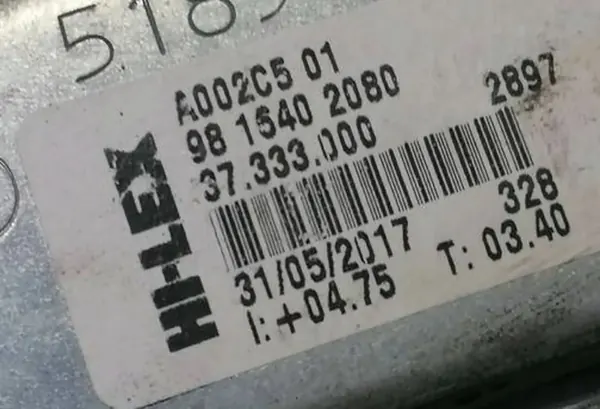 HI-LEX
A002C5 01
98 1540 2080 2897
37.333.000
31/05/2017 328
I: +04.75 T: 03.40